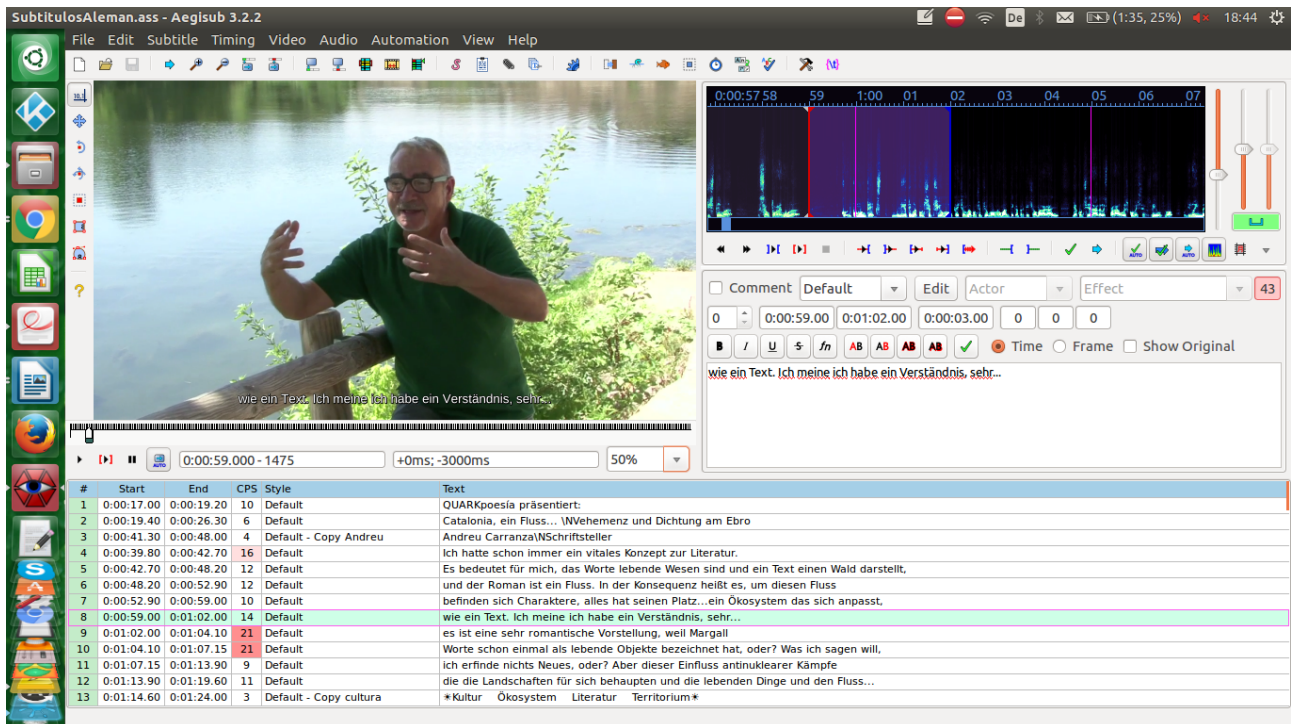 SubtitulosAleman.ass - Aegisub 3.2.2 De (1:35, 25%) 18:44
File Edit Subtitle Timing Video Audio Automation View Help
0:00:57 58 59 1:00 01 02 03 04 05 06 07
Comment Default Edit Actor Effect 43
0 0:00:59.00 0:01:02.00 0:00:03.00 0 0 0
B I U S fn AB AB AB AB Time Frame Show Original
wie ein Text. Ich meine ich habe ein Verständnis, sehr...
wie ein Text. Ich meine ich habe ein Verständnis, sehr...
AUTO 0:00:59.000 - 1475 +0ms; -3000ms 50%
# Start End CPS Style Text
1 0:00:17.00 0:00:19.20 10 Default QUARKpoesía präsentiert:
2 0:00:19.40 0:00:26.30 6 Default Catalonia, ein Fluss... \NVehemenz und Dichtung am Ebro
3 0:00:41.30 0:00:48.00 4 Default - Copy Andreu Andreu Carranza\NSchriftsteller
4 0:00:39.80 0:00:42.70 16 Default Ich hatte schon immer ein vitales Konzept zur Literatur.
5 0:00:42.70 0:00:48.20 12 Default Es bedeutet für mich, das Worte lebende Wesen sind und ein Text einen Wald darstellt,
6 0:00:48.20 0:00:52.90 12 Default und der Roman ist ein Fluss. In der Konsequenz heißt es, um diesen Fluss
7 0:00:52.90 0:00:59.00 10 Default befinden sich Charaktere, alles hat seinen Platz...ein Ökosystem das sich anpasst,
8 0:00:59.00 0:01:02.00 14 Default wie ein Text. Ich meine ich habe ein Verständnis, sehr...
9 0:01:02.00 0:01:04.10 21 Default es ist eine sehr romantische Vorstellung, weil Margall
10 0:01:04.10 0:01:07.15 21 Default Worte schon einmal als lebende Objekte bezeichnet hat, oder? Was ich sagen will,
11 0:01:07.15 0:01:13.90 9 Default ich erfinde nichts Neues, oder? Aber dieser Einfluss antinuklearer Kämpfe
12 0:01:13.90 0:01:19.60 11 Default die die Landschaften für sich behaupten und die lebenden Dinge und den Fluss...
13 0:01:14.60 0:01:24.00 3 Default - Copy cultura ✶Kultur Ökosystem Literatur Territorium✶